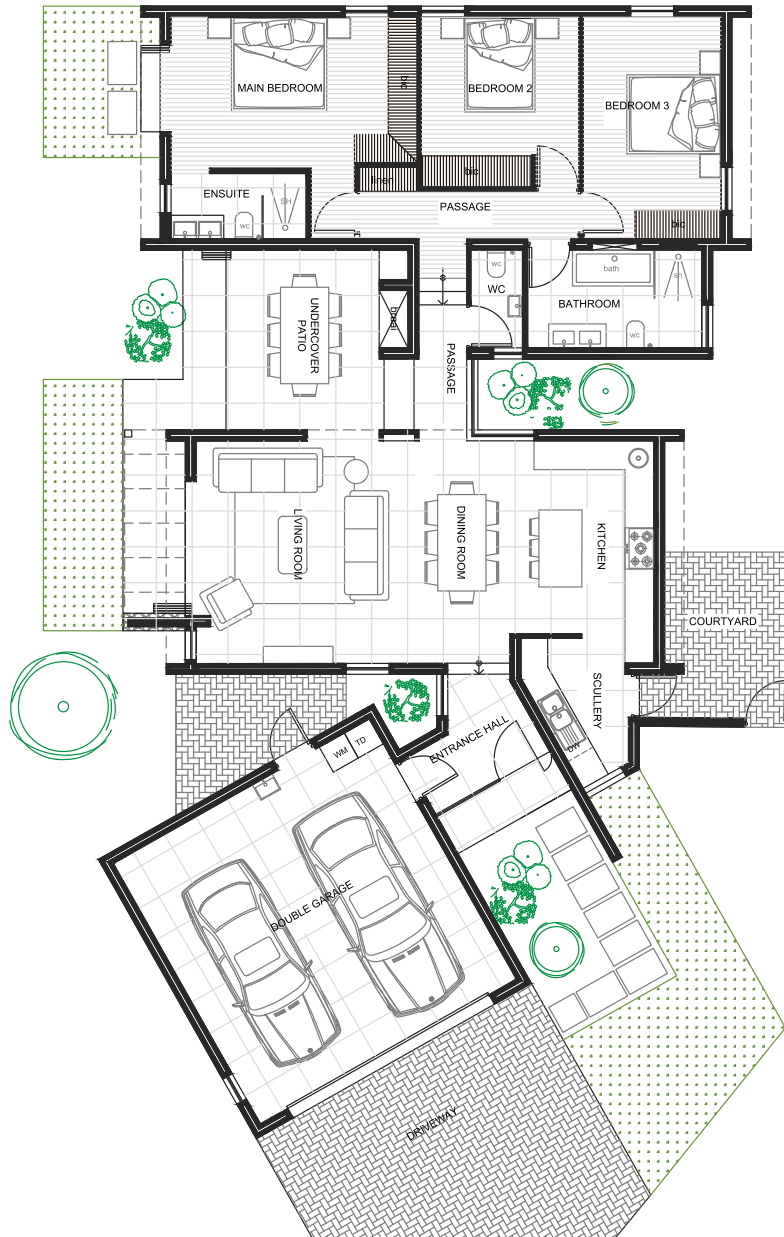 MAIN BEDROOM
bic
BEDROOM 2
BEDROOM 3
bic
linen
ENSUITE
SH
WC
PASSAGE
bic
WC
WC
bath
sh
BATHROOM
WC
UNDERCOVER
PATIO
braai
PASSAGE
LIVING ROOM
DINING ROOM
KITCHEN
COURTYARD
SCULLERY
ENTRANCE HALL
WM
TD
DW
DOUBLE GARAGE
DRIVEWAY